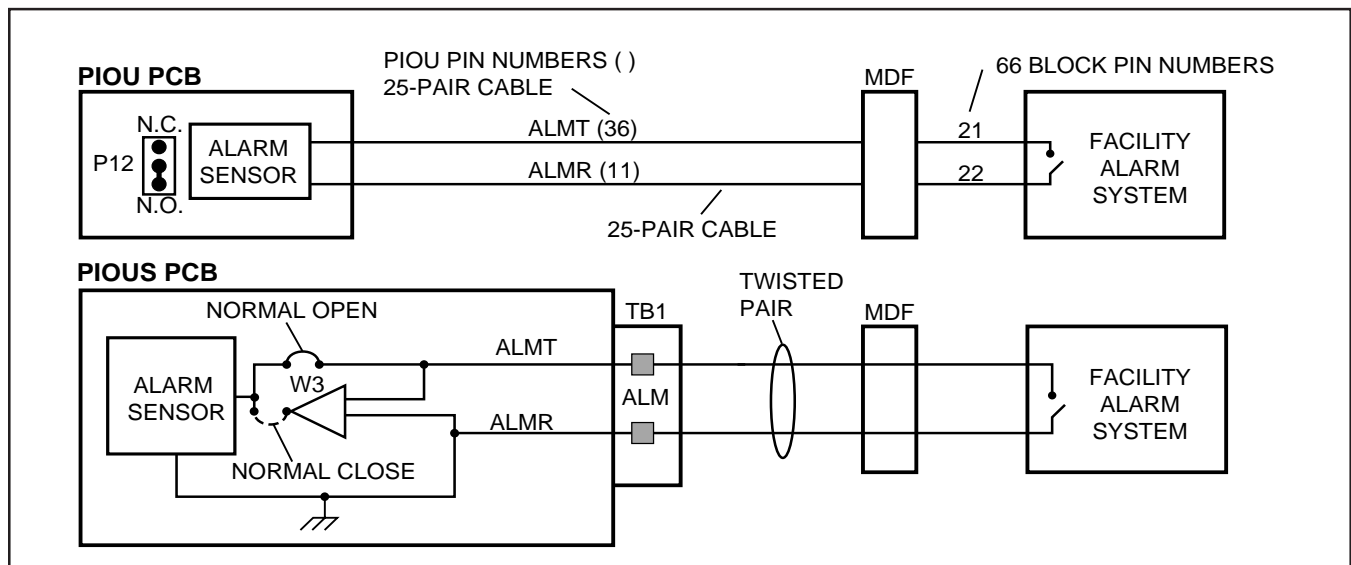 PIOU PCB
PIOU PIN NUMBERS ( )
25-PAIR CABLE
MDF
66 BLOCK PIN NUMBERS
N.C.
P12
N.O.
ALARM
SENSOR
ALMT (36)
ALMR (11)
25-PAIR CABLE
21
22
FACILITY
ALARM
SYSTEM
PIOUS PCB
NORMAL OPEN
ALARM
SENSOR
W3
NORMAL CLOSE
ALMT
ALMR
TB1
ALM
TWISTED
PAIR
MDF
FACILITY
ALARM
SYSTEM